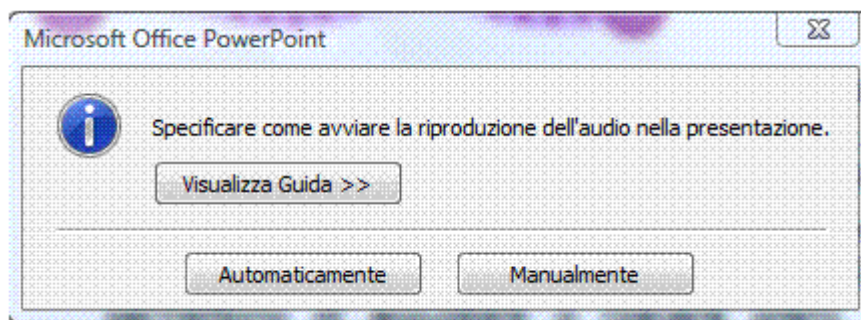 Microsoft Office PowerPoint
Specificare come avviare la riproduzione dell'audio nella presentazione.
Visualizza Guida >>
Automaticamente
Manualmente